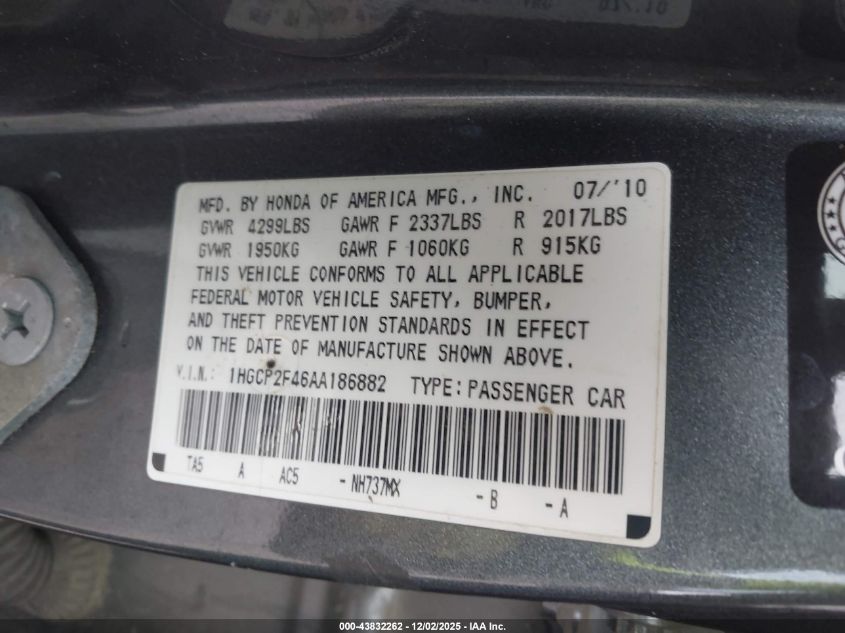 MFD. BY HONDA OF AMERICA MFG., INC. 07/'10
GVWR 4299LBS GAWR F 2337LBS R 2017LBS
GVWR 1950KG GAWR F 1060KG R 915KG
THIS VEHICLE CONFORMS TO ALL APPLICABLE
FEDERAL MOTOR VEHICLE SAFETY, BUMPER,
AND THEFT PREVENTION STANDARDS IN EFFECT
ON THE DATE OF MANUFACTURE SHOWN ABOVE.
V.I.N.: 1HGCP2F46AA186882 TYPE:PASSENGER CAR
TA5 A AC5 -NH737MX -B -A
000-43832262 - 12/02/2025 - IAA Inc.